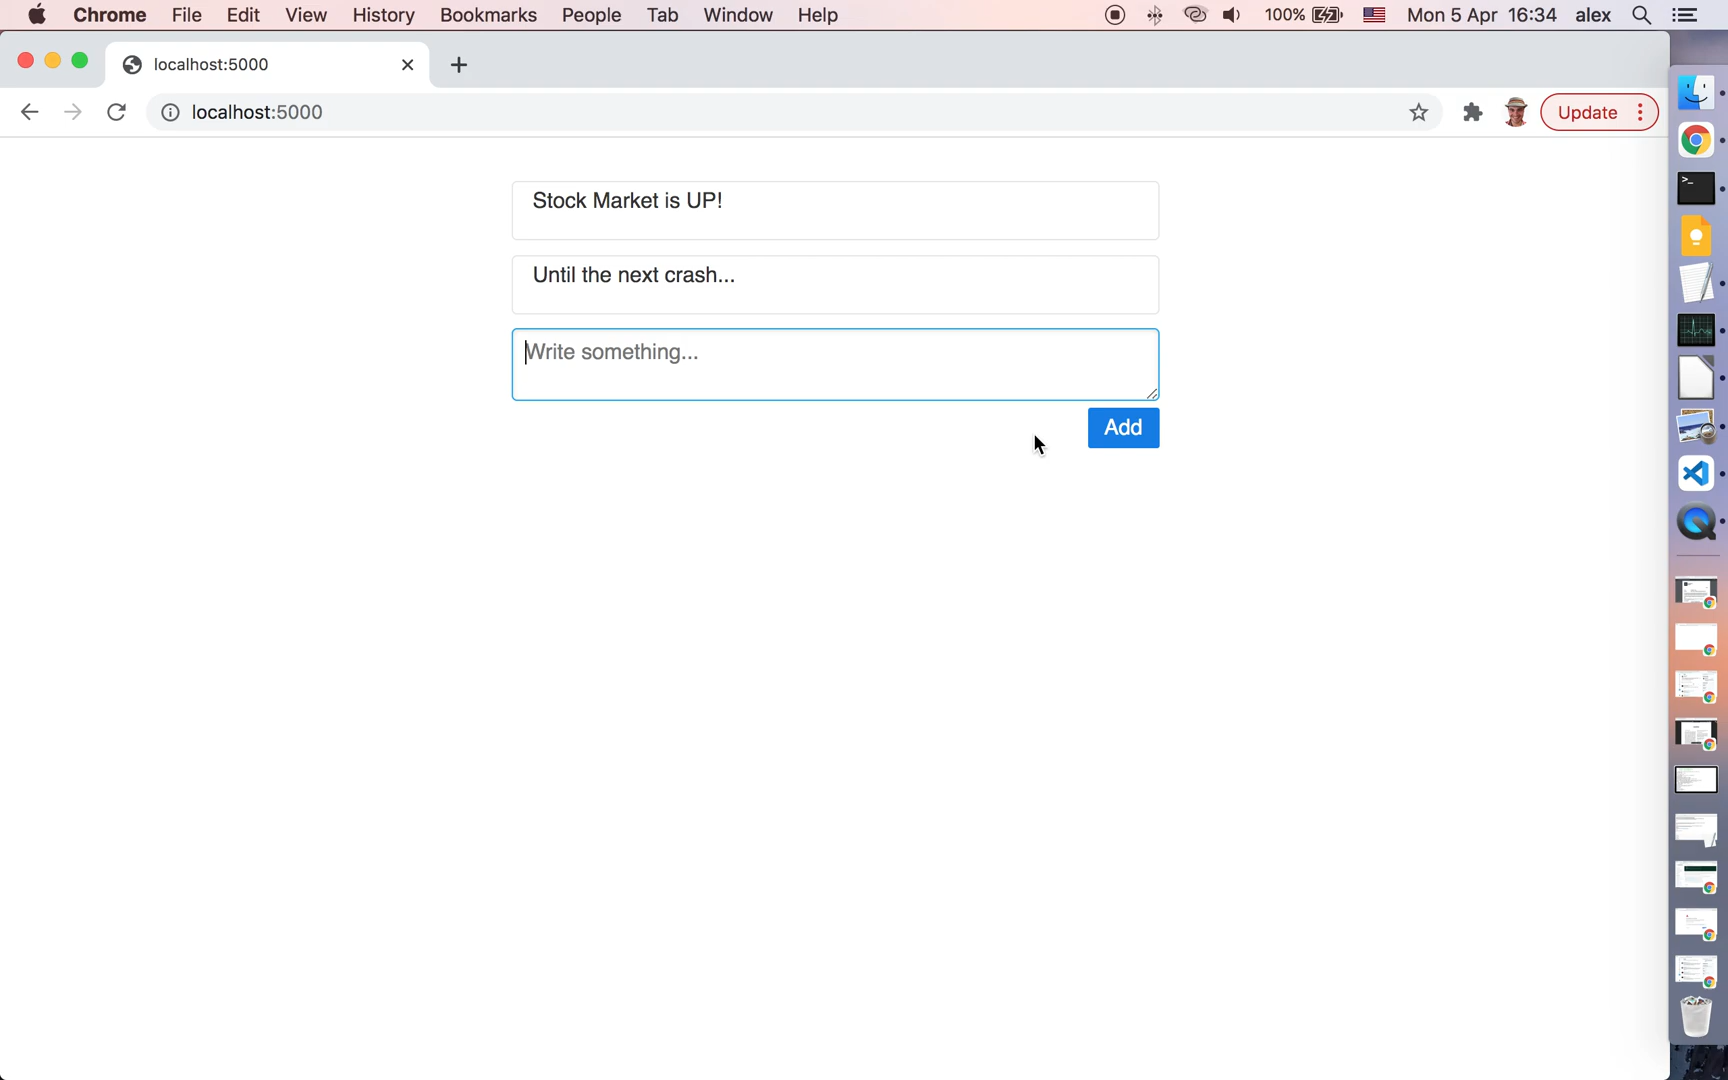 Chrome File Edit View History Bookmarks People Tab Window Help 100% Mon 5 Apr 16:34 alex
localhost:5000
localhost:5000 Update
Stock Market is UP!
Until the next crash...
Write something...
Add